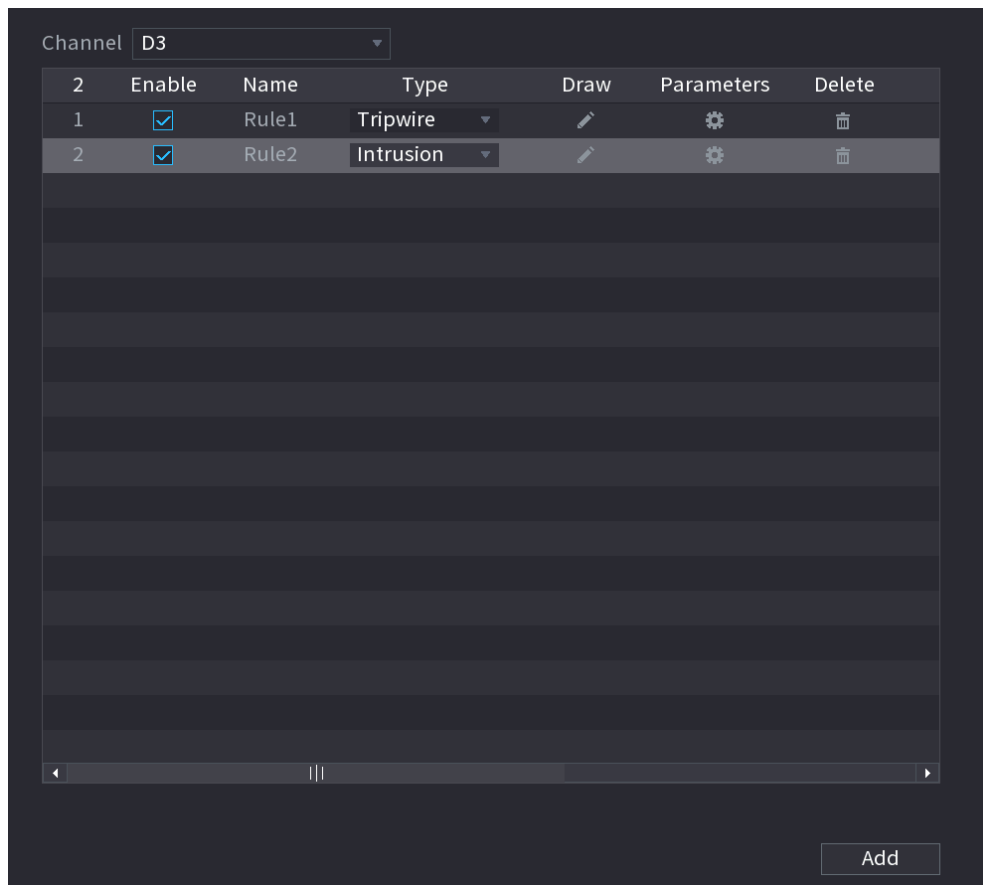 Channel D3
2 Enable Name Type Draw Parameters Delete
1 Rule1 Tripwire
2 Rule2 Intrusion
Add